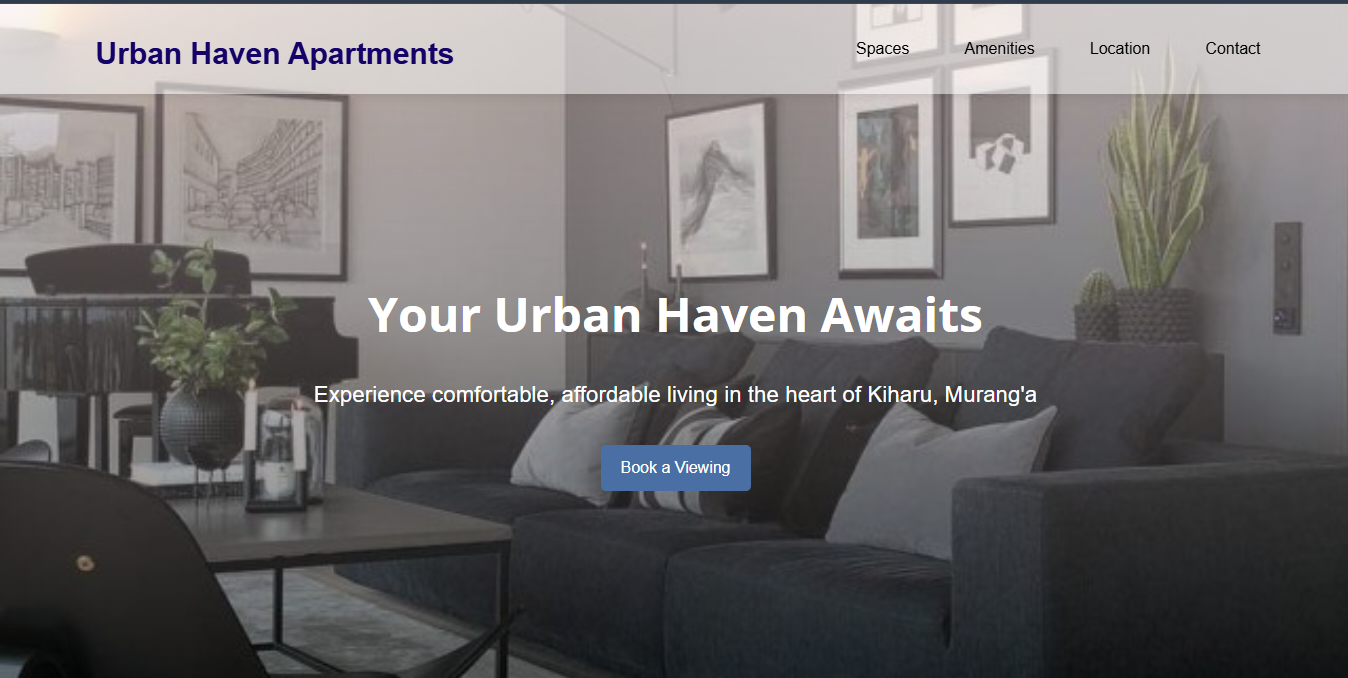 Urban Haven Apartments
Spaces Amenities Location Contact
Your Urban Haven Awaits
Experience comfortable, affordable living in the heart of Kiharu, Murang'a
Book a Viewing